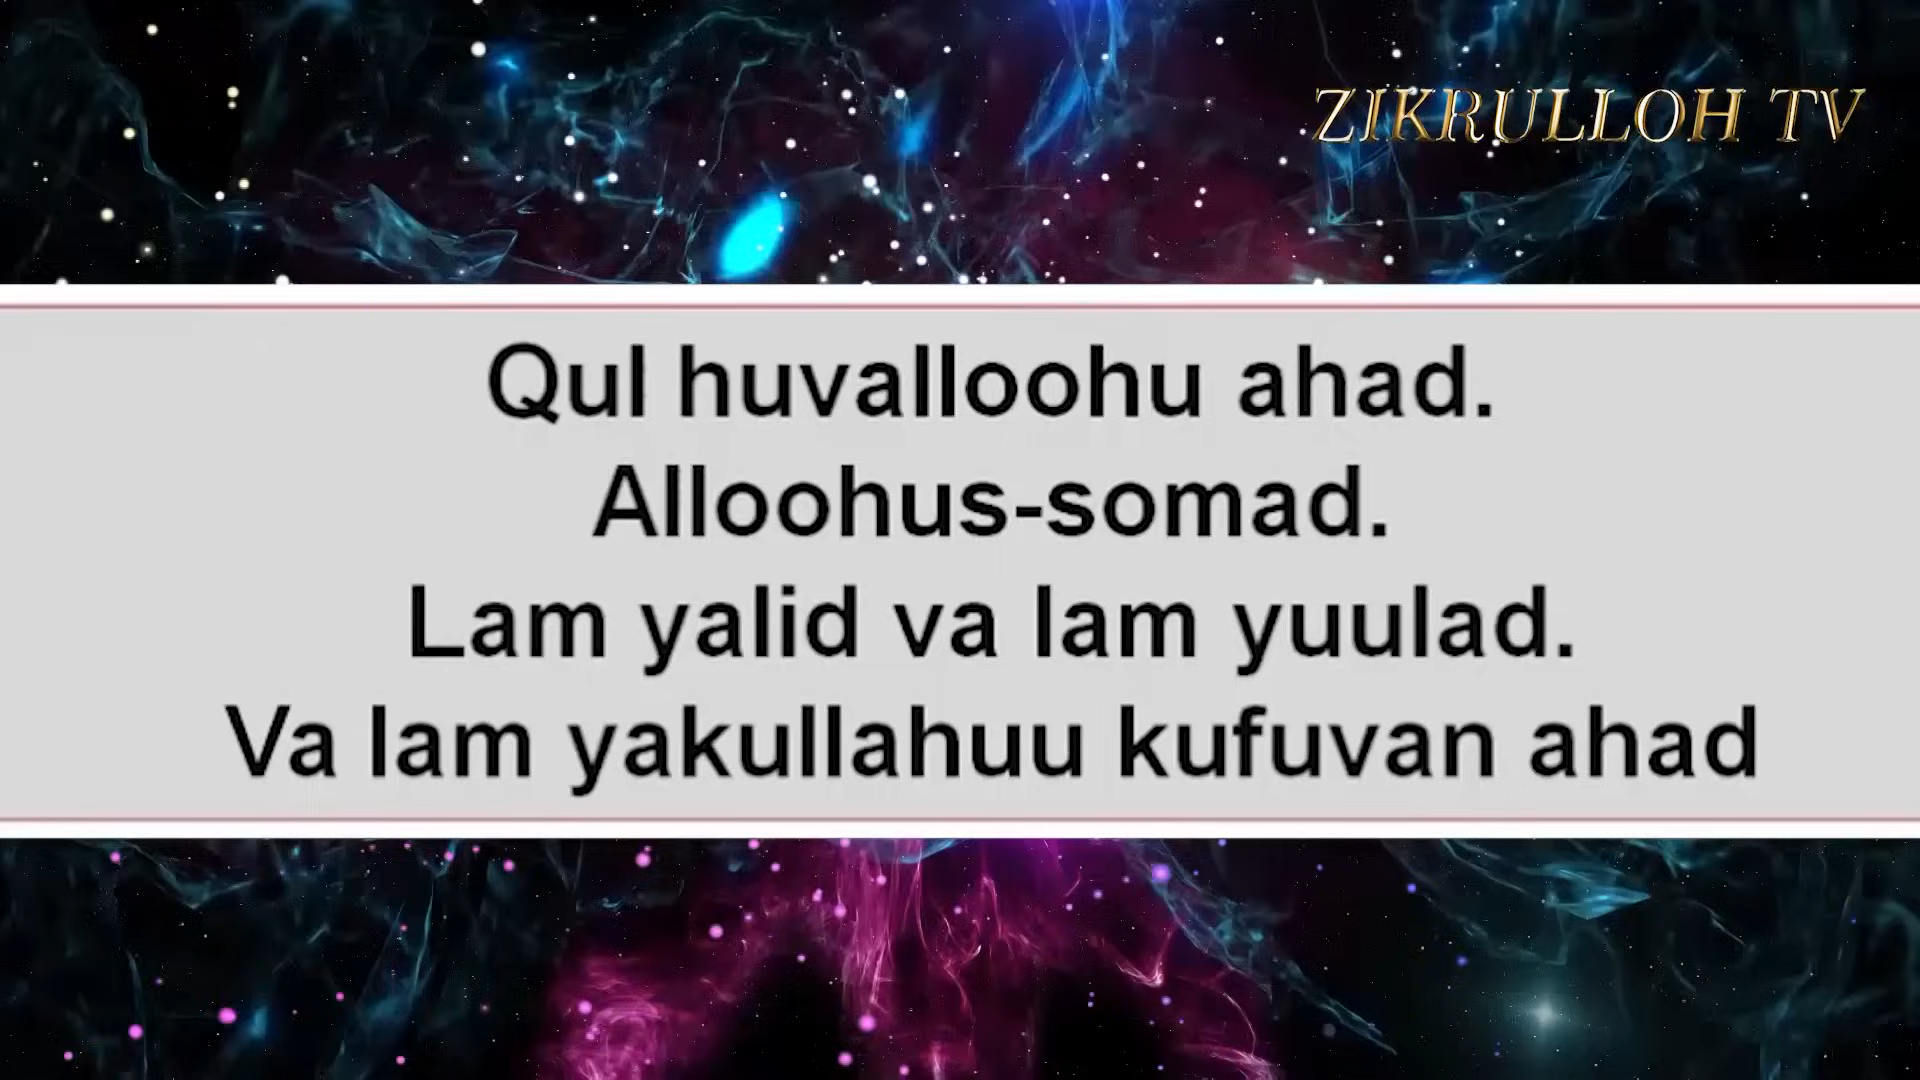 ZIKRULLOH TV
Qul huvalloohu ahad.
Alloohus-somad.
Lam yalid va lam yuulad.
Va lam yakullahuu kufuvan ahad